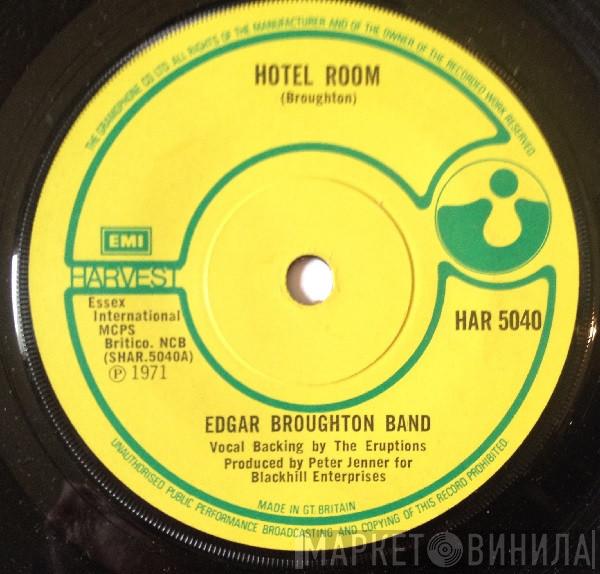 THE GRAMOPHONE CO LTD. ALL RIGHTS OF THE MANUFACTURER AND OF THE OWNER OF THE RECORDED WORK RESERVED
HOTEL ROOM
(Broughton)
EMI
HARVEST
Essex
International
MCPS
Britico. NCB
(SHAR.5040A)
℗ 1971
HAR 5040
EDGAR BROUGHTON BAND
Vocal Backing by The Eruptions
Produced by Peter Jenner for
Blackhill Enterprises
MADE IN GT. BRITAIN
UNAUTHORISED PUBLIC PERFORMANCE BROADCASTING AND COPYING OF THIS RECORD PROHIBITED.
МАРКЕТ ВИНИЛА